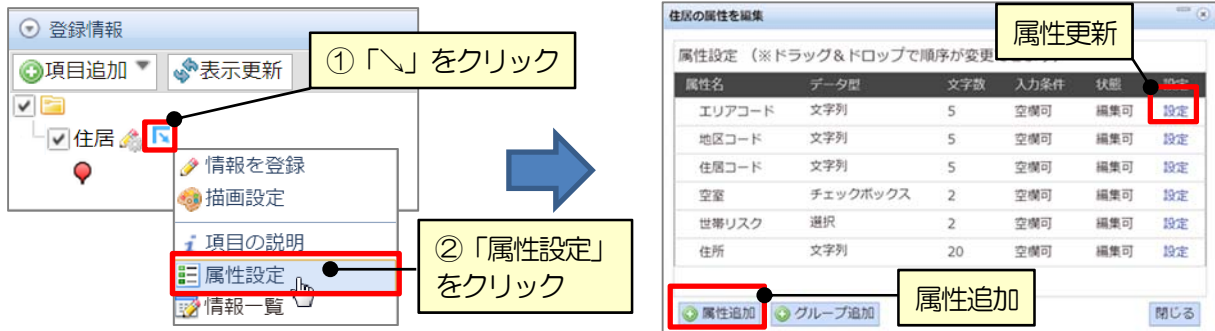 登録情報
項目追加 表示更新
①「↘」をクリック
住居
情報を登録
描画設定
項目の説明
属性設定
情報一覧
②「属性設定」
をクリック
住居の属性を編集
属性更新
属性設定 (※ドラッグ&ドロップで順序が変更
属性名 データ型 文字数 入力条件 状態 設定
エリアコード 文字列 5 空欄可 編集可 設定
地区コード 文字列 5 空欄可 編集可 設定
住居コード 文字列 5 空欄可 編集可 設定
空室 チェックボックス 2 空欄可 編集可 設定
世帯リスク 選択 2 空欄可 編集可 設定
住所 文字列 20 空欄可 編集可 設定
属性追加
属性追加 グループ追加 閉じる